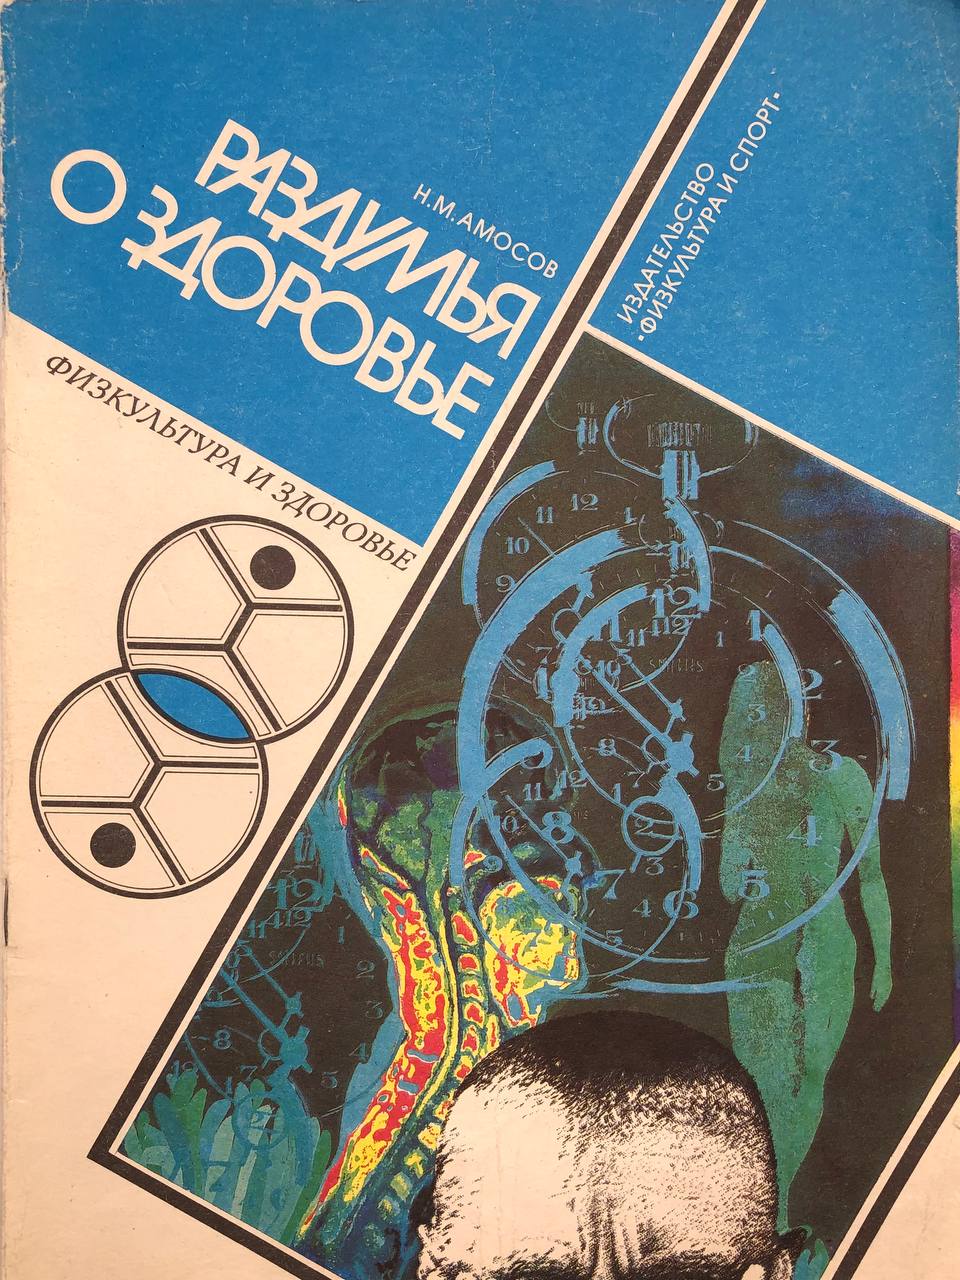 Н.М. АМОСОВ
РАЗДУМЬЯ
О ЗДОРОВЬЕ
ИЗДАТЕЛЬСТВО
·ФИЗКУЛЬТУРА И СПОРТ·
ФИЗКУЛЬТУРА И ЗДОРОВЬЕ